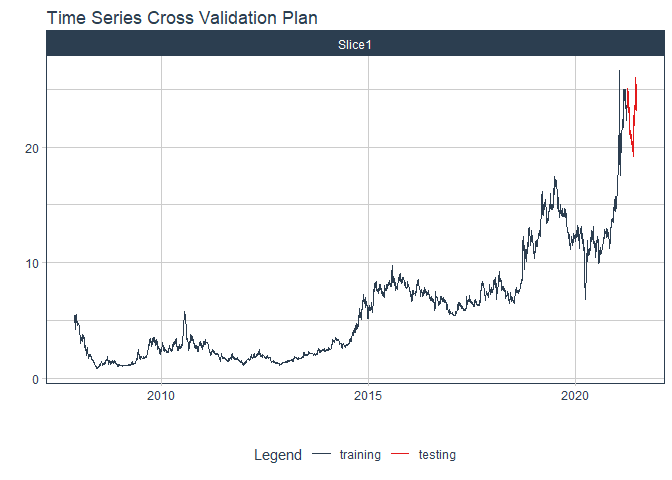 Time Series Cross Validation Plan
Slice1
20
10
0
2010 2015 2020
Legend training testing